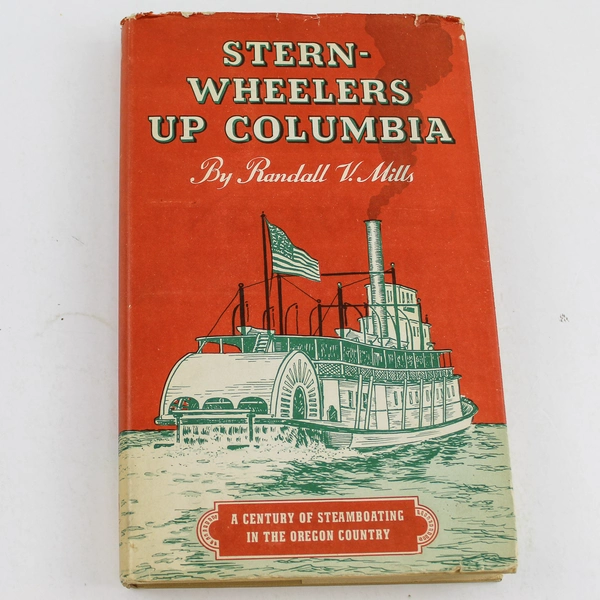 STERN-
WHEELERS
UP COLUMBIA
By Randall V. Mills
A CENTURY OF STEAMBOATING
IN THE OREGON COUNTRY